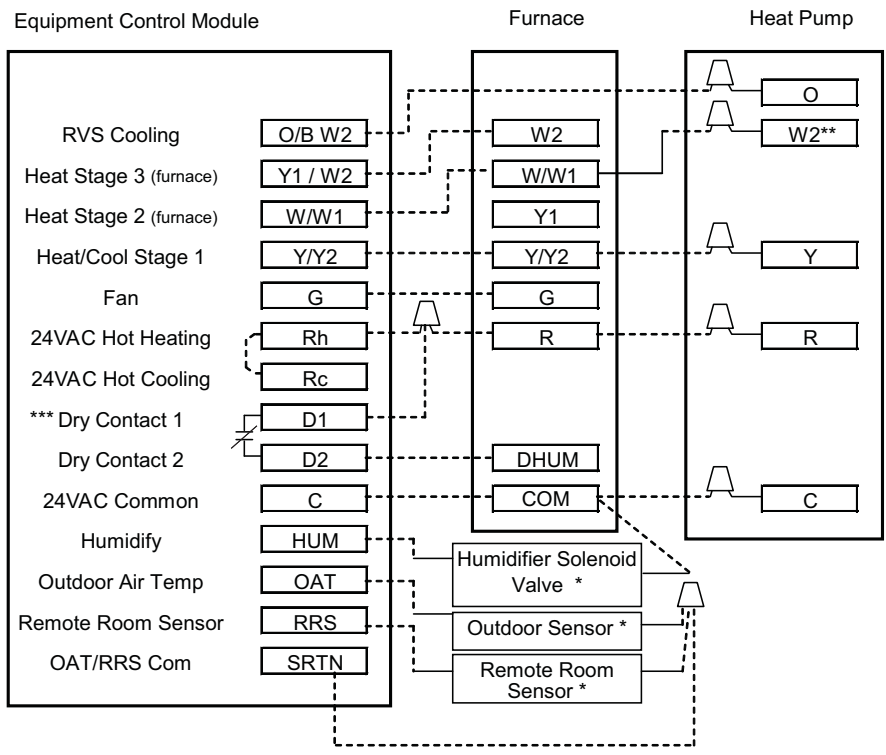 Equipment Control Module
Furnace
Heat Pump
O
RVS Cooling O/B W2 W2 W2**
Heat Stage 3 (furnace) Y1 / W2 W/W1
Heat Stage 2 (furnace) W/W1 Y1
Heat/Cool Stage 1 Y/Y2 Y/Y2 Y
Fan G G
24VAC Hot Heating Rh R R
24VAC Hot Cooling Rc
*** Dry Contact 1 D1
Dry Contact 2 D2 DHUM
24VAC Common C COM C
Humidify HUM
Humidifier Solenoid
Valve *
Outdoor Air Temp OAT
Remote Room Sensor RRS
Outdoor Sensor *
OAT/RRS Com SRTN
Remote Room
Sensor *